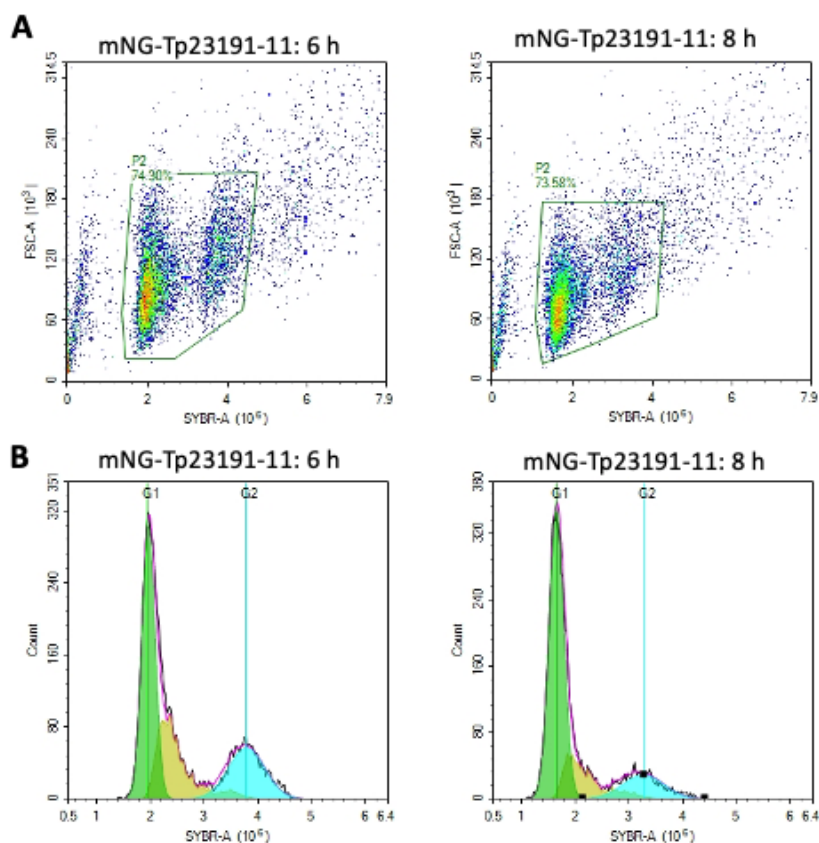 A
mNG-Tp23191-11: 6 h
mNG-Tp23191-11: 8 h
314.5
240
180
120
60
0
FSC-A (10³)
P2
74.30%
0 2 4 6 7.9
SYBR-A (10⁶)
314.5
240
180
120
60
0
FSC-A (10³)
P2
73.58%
0 2 4 6 7.9
SYBR-A (10⁶)
B
mNG-Tp23191-11: 6 h
mNG-Tp23191-11: 8 h
351
320
240
160
80
0
Count
G1 G2
0.5 1 2 3 4 5 6 6.4
SYBR-A (10⁶)
380
320
240
160
80
0
Count
G1 G2
0.5 1 2 3 4 5 6 6.4
SYBR-A (10⁶)